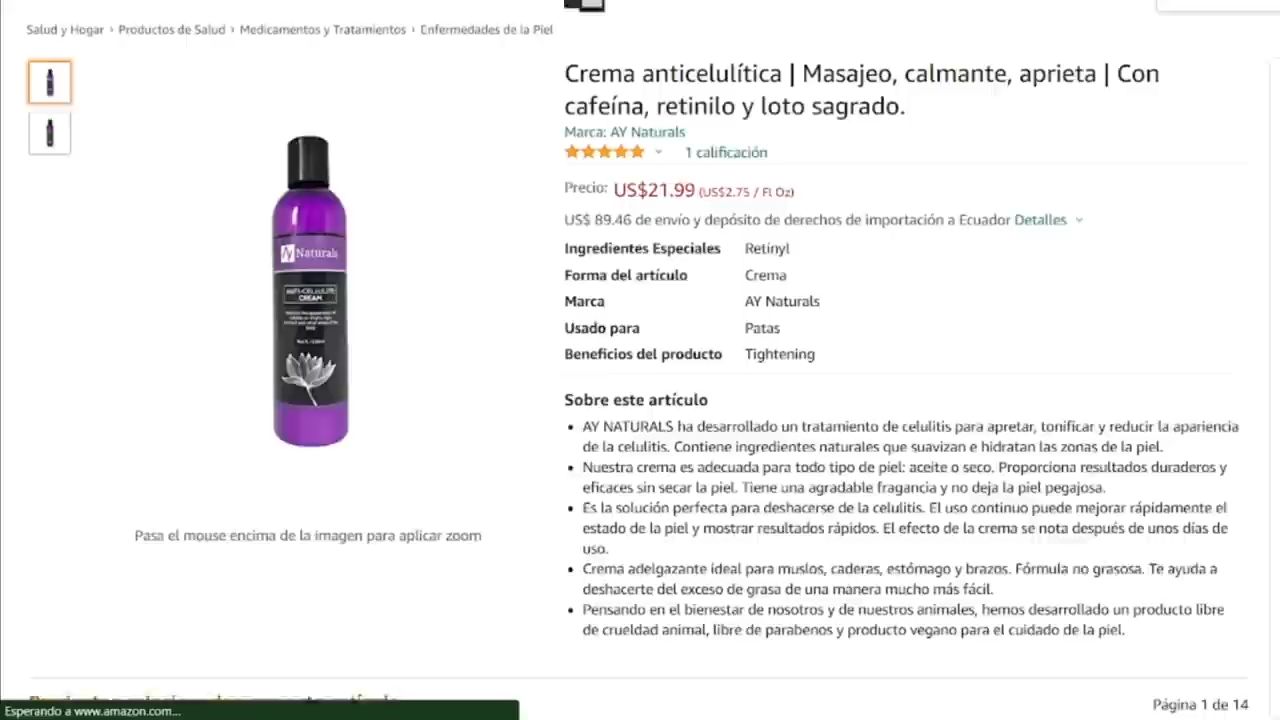 Salud y Hogar › Productos de Salud › Medicamentos y Tratamientos › Enfermedades de la Piel
Crema anticelulítica | Masajeo, calmante, aprieta | Con
cafeína, retinilo y loto sagrado.
Marca: AY Naturals
1 calificación
Precio: US$21.99 (US$2.75 / Fl Oz)
US$ 89.46 de envío y depósito de derechos de importación a Ecuador Detalles
Ingredientes Especiales Retinyl
Forma del artículo Crema
Marca AY Naturals
Usado para Patas
Beneficios del producto Tightening
Sobre este artículo
• AY NATURALS ha desarrollado un tratamiento de celulitis para apretar, tonificar y reducir la apariencia
de la celulitis. Contiene ingredientes naturales que suavizan e hidratan las zonas de la piel.
• Nuestra crema es adecuada para todo tipo de piel: aceite o seco. Proporciona resultados duraderos y
eficaces sin secar la piel. Tiene una agradable fragancia y no deja la piel pegajosa.
• Es la solución perfecta para deshacerse de la celulitis. El uso continuo puede mejorar rápidamente el
estado de la piel y mostrar resultados rápidos. El efecto de la crema se nota después de unos días de
uso.
• Crema adelgazante ideal para muslos, caderas, estómago y brazos. Fórmula no grasosa. Te ayuda a
deshacerte del exceso de grasa de una manera mucho más fácil.
• Pensando en el bienestar de nosotros y de nuestros animales, hemos desarrollado un producto libre
de crueldad animal, libre de parabenos y producto vegano para el cuidado de la piel.
Ay Naturals
ANTI-CELLULITE
CREAM
Pasa el mouse encima de la imagen para aplicar zoom
Página 1 de 14
Esperando a www.amazon.com...